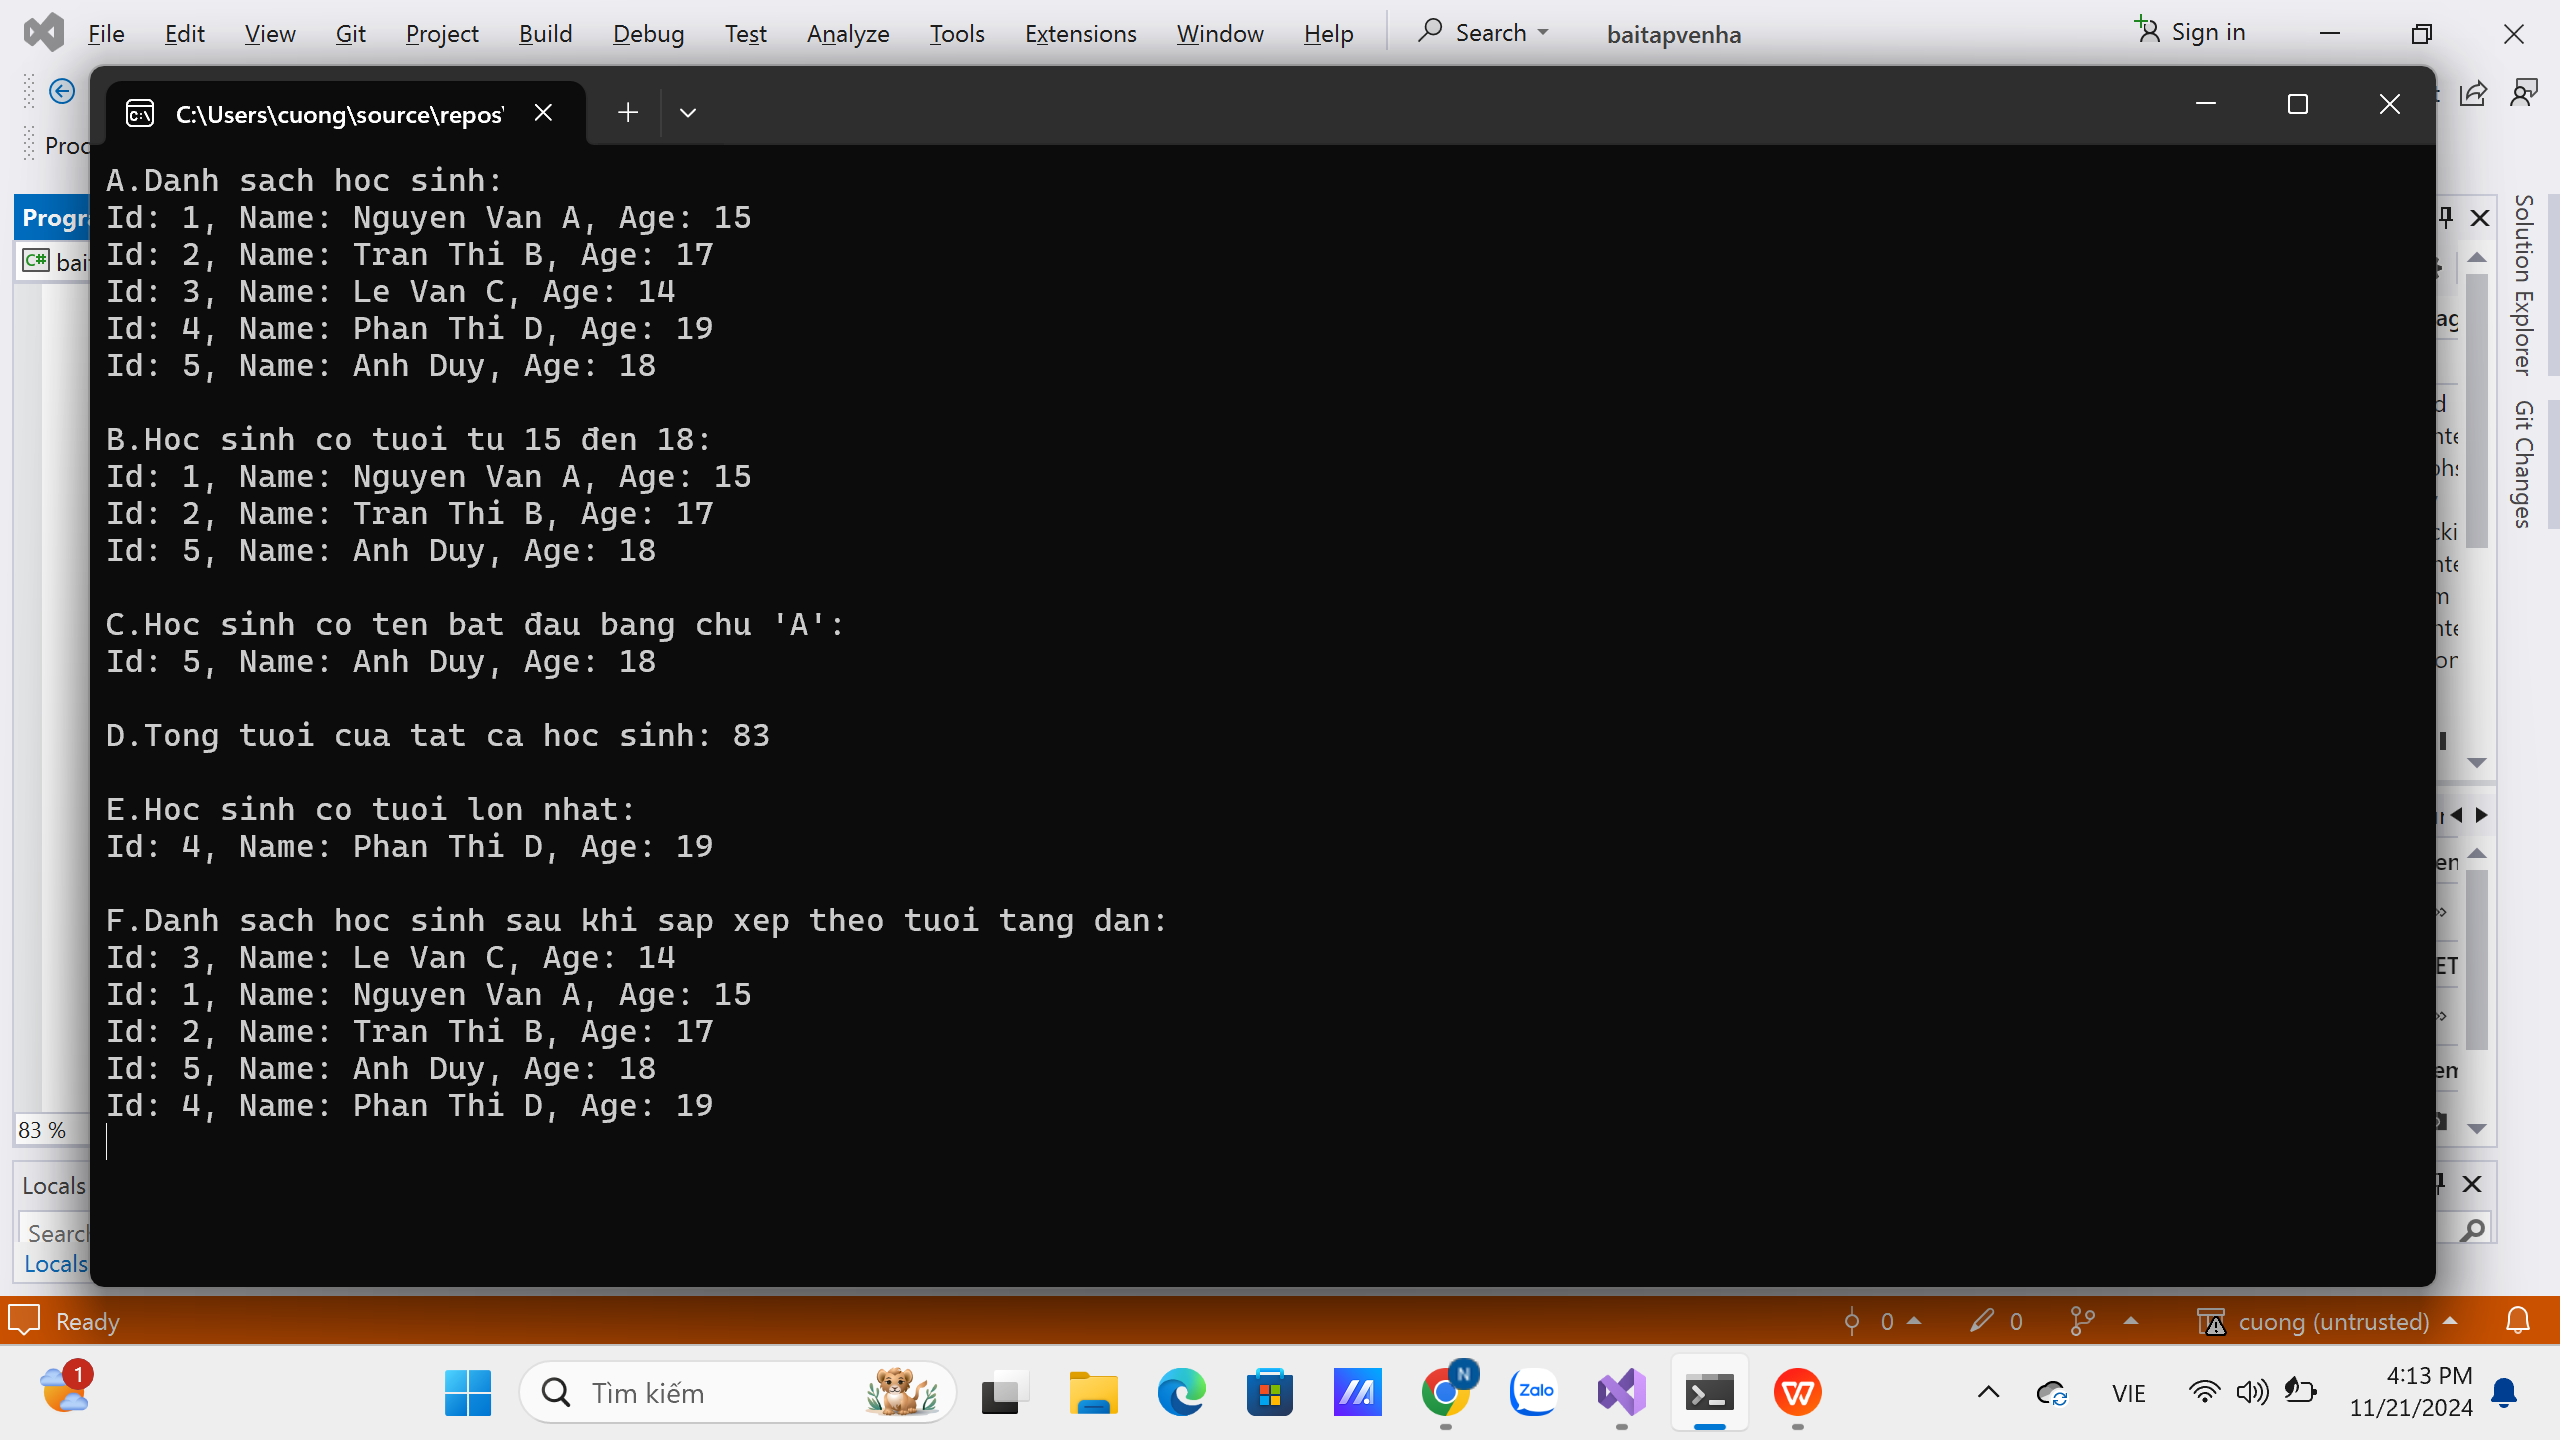 File Edit View Git Project Build Debug Test Analyze Tools Extensions Window Help Search baitapvenha Sign in
C:\Users\cuong\source\repos\
A.Danh sach hoc sinh:
Id: 1, Name: Nguyen Van A, Age: 15
Id: 2, Name: Tran Thi B, Age: 17
Id: 3, Name: Le Van C, Age: 14
Id: 4, Name: Phan Thi D, Age: 19
Id: 5, Name: Anh Duy, Age: 18
B.Hoc sinh co tuoi tu 15 đen 18:
Id: 1, Name: Nguyen Van A, Age: 15
Id: 2, Name: Tran Thi B, Age: 17
Id: 5, Name: Anh Duy, Age: 18
C.Hoc sinh co ten bat đau bang chu 'A':
Id: 5, Name: Anh Duy, Age: 18
D.Tong tuoi cua tat ca hoc sinh: 83
E.Hoc sinh co tuoi lon nhat:
Id: 4, Name: Phan Thi D, Age: 19
F.Danh sach hoc sinh sau khi sap xep theo tuoi tang dan:
Id: 3, Name: Le Van C, Age: 14
Id: 1, Name: Nguyen Van A, Age: 15
Id: 2, Name: Tran Thi B, Age: 17
Id: 5, Name: Anh Duy, Age: 18
Id: 4, Name: Phan Thi D, Age: 19
83 %
Locals
Locals
Solution Explorer
Git Changes
Ready 0 0 cuong (untrusted)
1
Tìm kiếm
N
Zalo
VIE
4:13 PM
11/21/2024